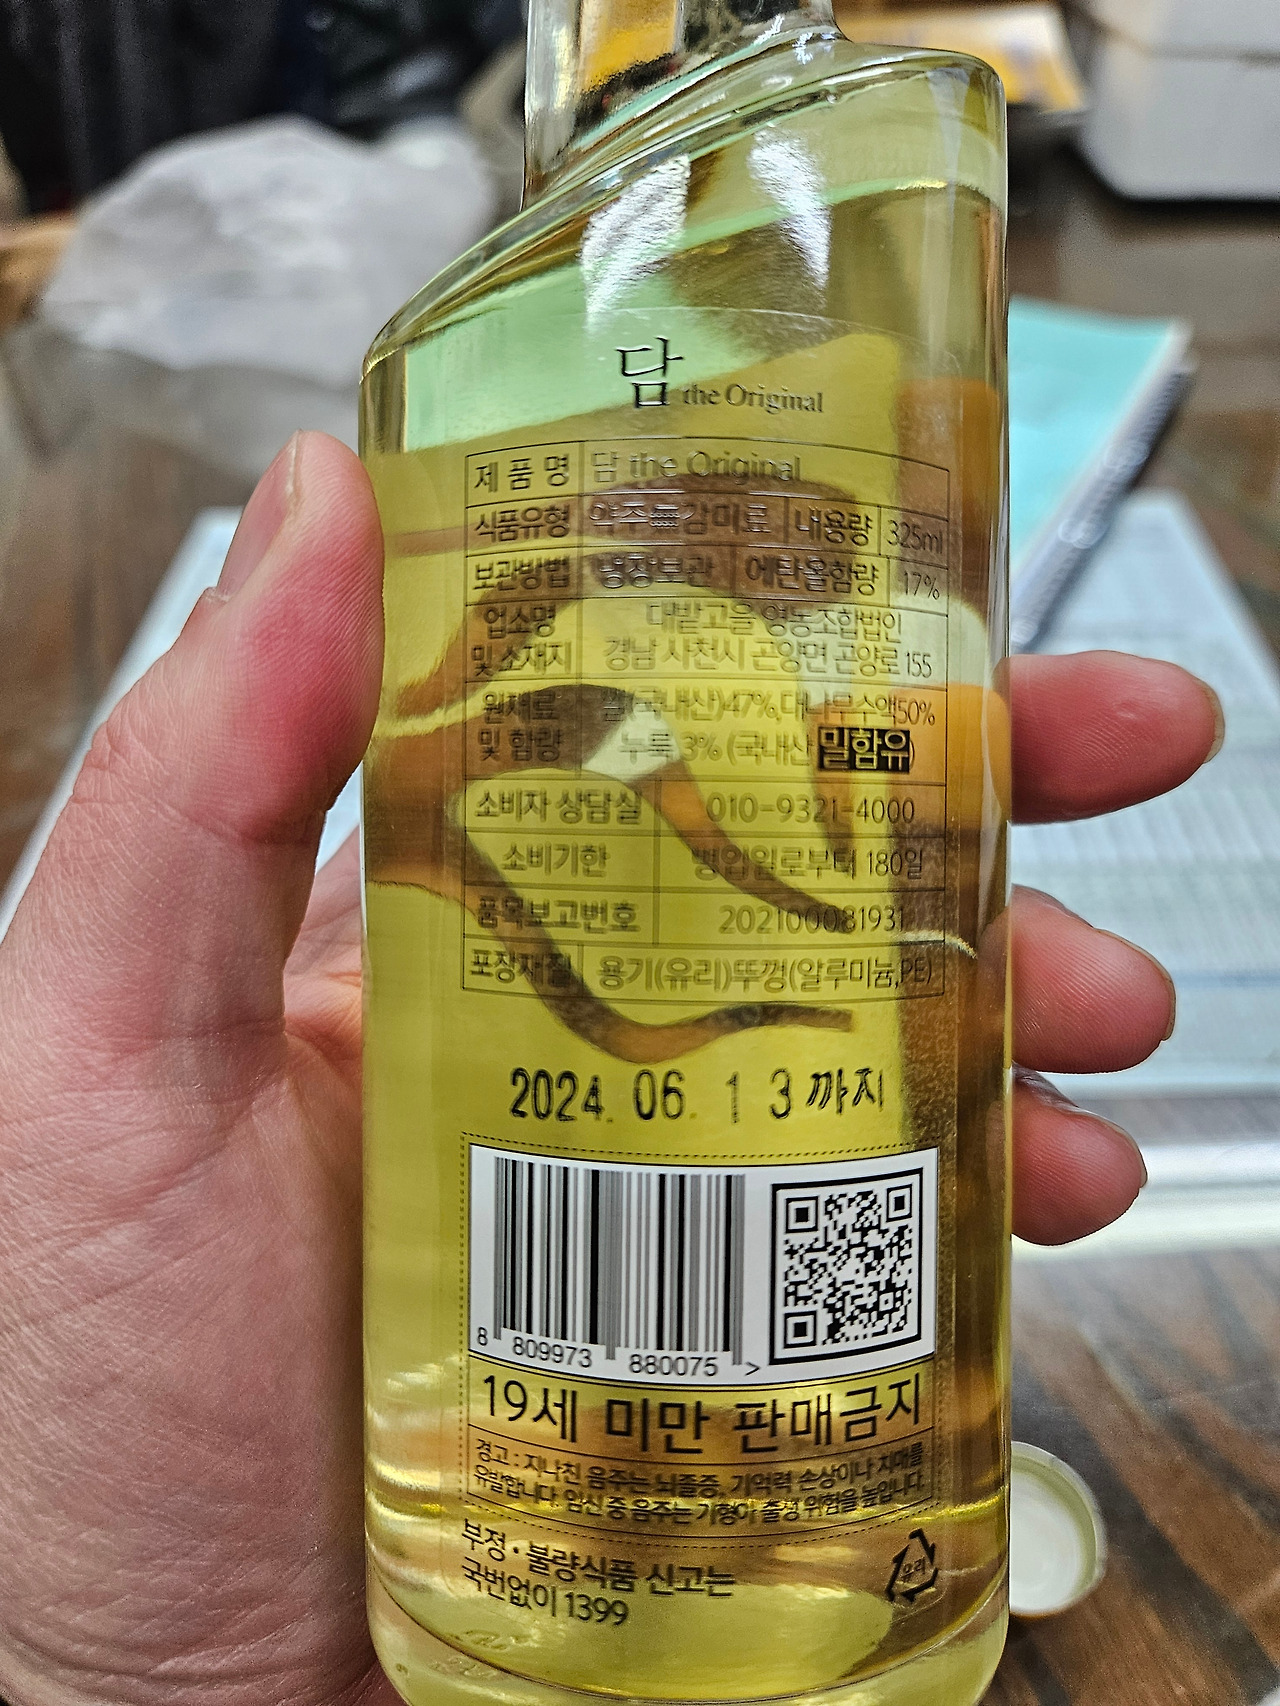 담 the Original
제품명 담 the Original
식품유형 약주 무감미료 내용량 325ml
보관방법 냉장보관 에탄올함량 17%
업소명 대밭고을 영농조합법인
및 소재지 경남 사천시 곤양면 곤양로 155
원재료 쌀(국내산)47%,대나무수액50%
및 함량 누룩 3% (국내산 밀함유)
소비자 상담실 010-9321-4000
소비기한 병입일로부터 180일
품목보고번호 202100081931
포장재질 용기(유리)뚜껑(알루미늄,PE)
2024. 06. 1 3 까지
8 809973 880075 >
19세 미만 판매금지
경고 : 지나친 음주는 뇌졸증, 기억력 손상이나 치매를
유발합니다. 임신 중 음주는 기형아 출생 위험을 높입니다.
부정·불량식품 신고는
국번없이 1399
유리